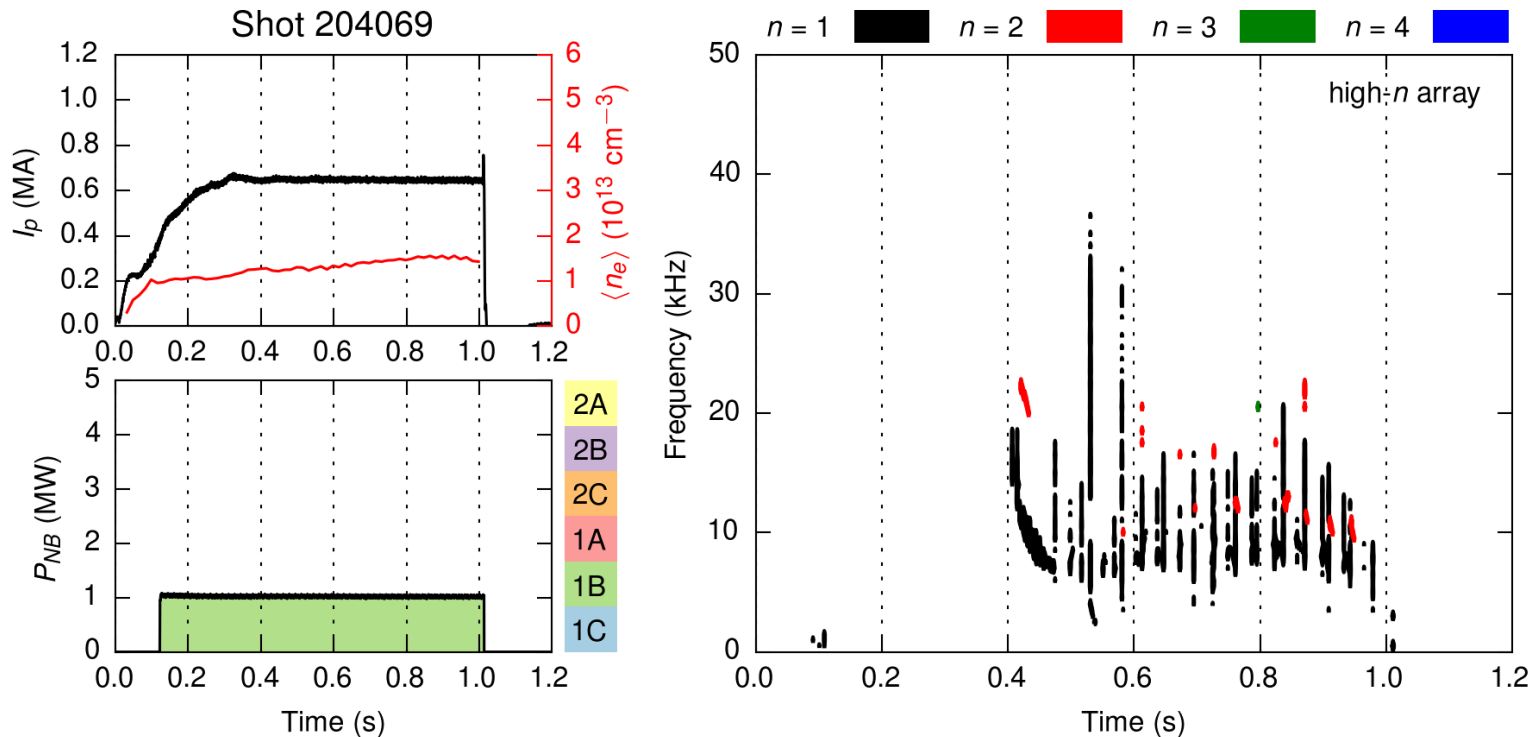 Shot 204069
1.2
1.0
0.8
0.6
0.4
0.2
0.0
I_p (MA)
6
5
4
3
2
1
0
⟨n_e⟩ (10^13 cm^−3)
0.0 0.2 0.4 0.6 0.8 1.0 1.2
5
4
3
2
1
0
P_NB (MW)
2A
2B
2C
1A
1B
1C
0.0 0.2 0.4 0.6 0.8 1.0 1.2
Time (s)
n = 1 n = 2 n = 3 n = 4
high-n array
50
40
30
20
10
0
Frequency (kHz)
0.0 0.2 0.4 0.6 0.8 1.0 1.2
Time (s)